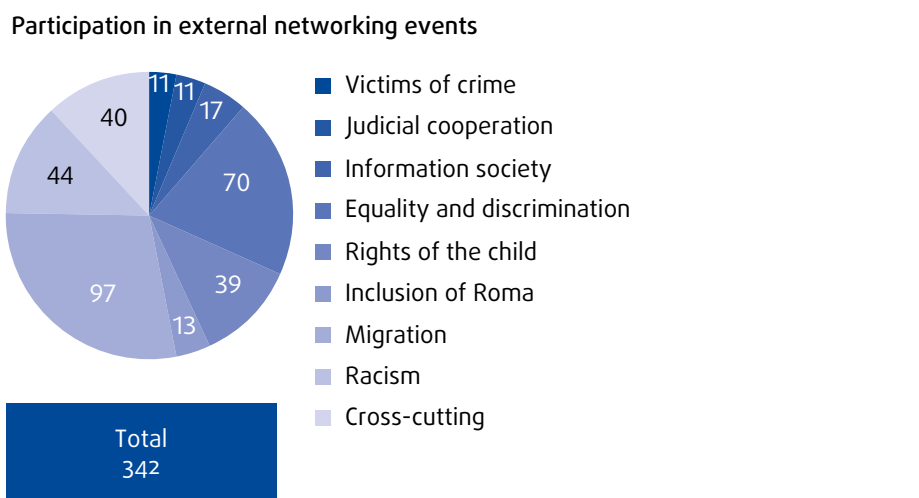 Participation in external networking events
11
11
17
70
39
13
97
44
40
Victims of crime
Judicial cooperation
Information society
Equality and discrimination
Rights of the child
Inclusion of Roma
Migration
Racism
Cross-cutting
Total
342